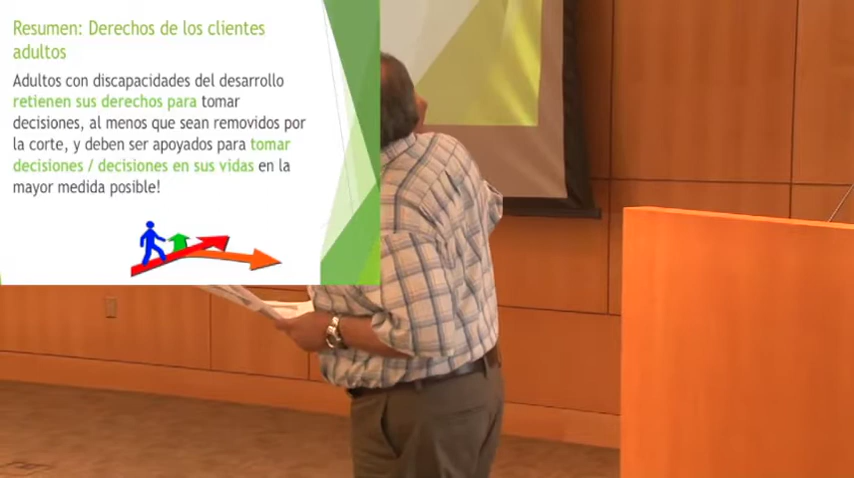 Resumen: Derechos de los clientes
adultos
Adultos con discapacidades del desarrollo
retienen sus derechos para tomar
decisiones, al menos que sean removidos por
la corte, y deben ser apoyados para tomar
decisiones / decisiones en sus vidas en la
mayor medida posible!